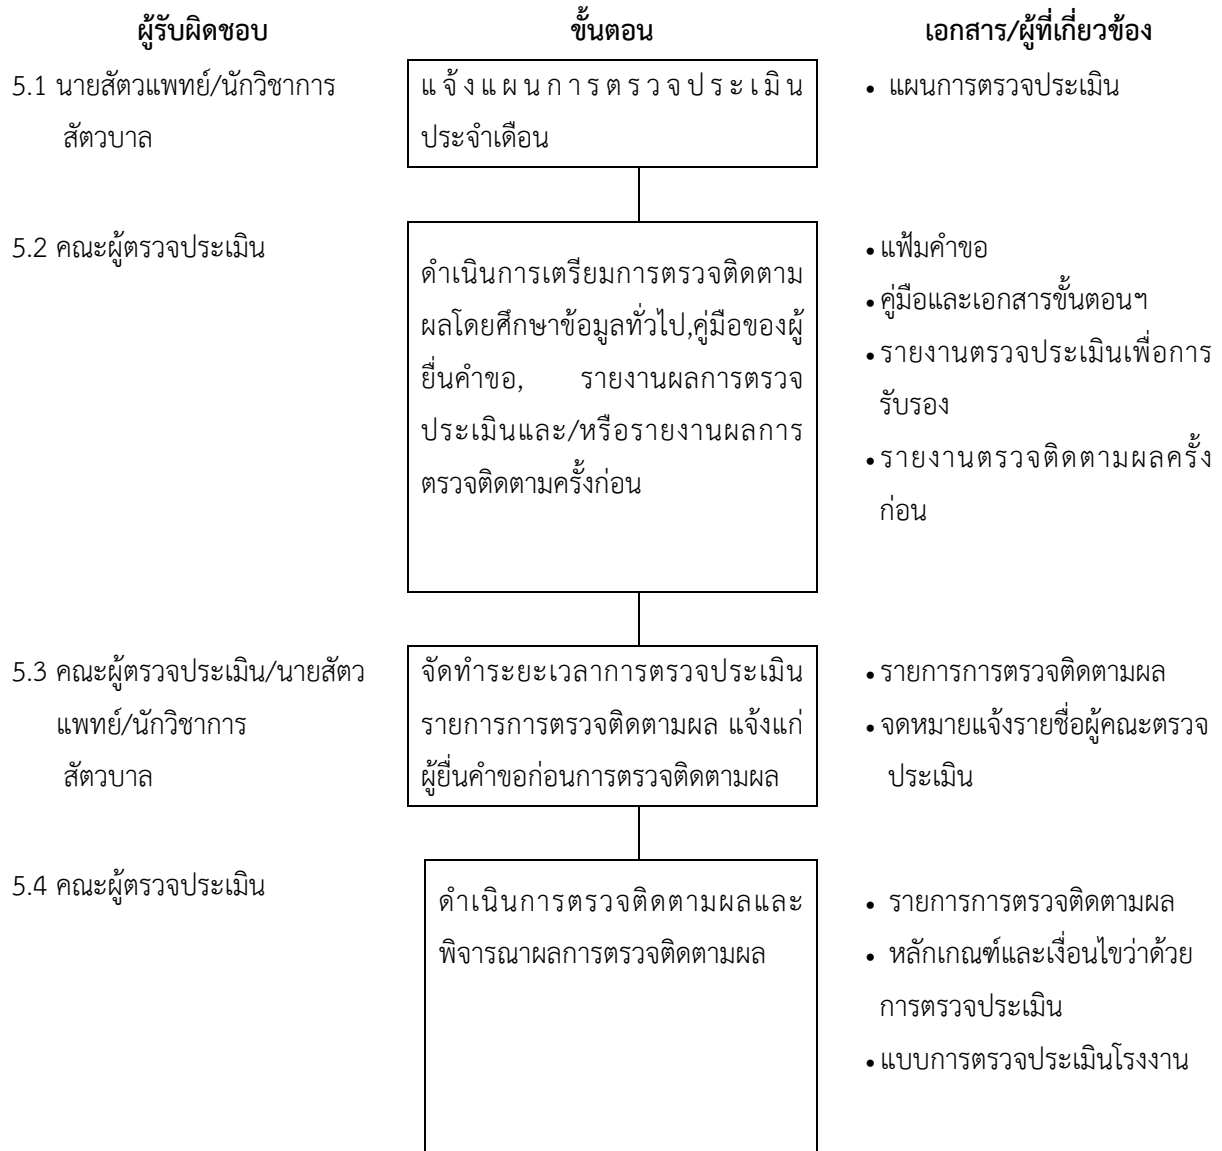 ผู้รับผิดชอบ ขั้นตอน เอกสาร/ผู้ที่เกี่ยวข้อง
5.1 นายสัตวแพทย์/นักวิชาการ
สัตวบาล
แจ้งแผนการตรวจประเมิน
ประจำเดือน
• แผนการตรวจประเมิน
5.2 คณะผู้ตรวจประเมิน
ดำเนินการเตรียมการตรวจติดตาม
ผลโดยศึกษาข้อมูลทั่วไป,คู่มือของผู้
ยื่นคำขอ, รายงานผลการตรวจ
ประเมินและ/หรือรายงานผลการ
ตรวจติดตามครั้งก่อน
• แฟ้มคำขอ
• คู่มือและเอกสารขั้นตอนฯ
• รายงานตรวจประเมินเพื่อการ
รับรอง
• รายงานตรวจติดตามผลครั้ง
ก่อน
5.3 คณะผู้ตรวจประเมิน/นายสัตว
แพทย์/นักวิชาการ
สัตวบาล
จัดทำระยะเวลาการตรวจประเมิน
รายการการตรวจติดตามผล แจ้งแก่
ผู้ยื่นคำขอก่อนการตรวจติดตามผล
• รายการการตรวจติดตามผล
• จดหมายแจ้งรายชื่อผู้คณะตรวจ
ประเมิน
5.4 คณะผู้ตรวจประเมิน
ดำเนินการตรวจติดตามผลและ
พิจารณาผลการตรวจติดตามผล
• รายการการตรวจติดตามผล
• หลักเกณฑ์และเงื่อนไขว่าด้วย
การตรวจประเมิน
• แบบการตรวจประเมินโรงงาน